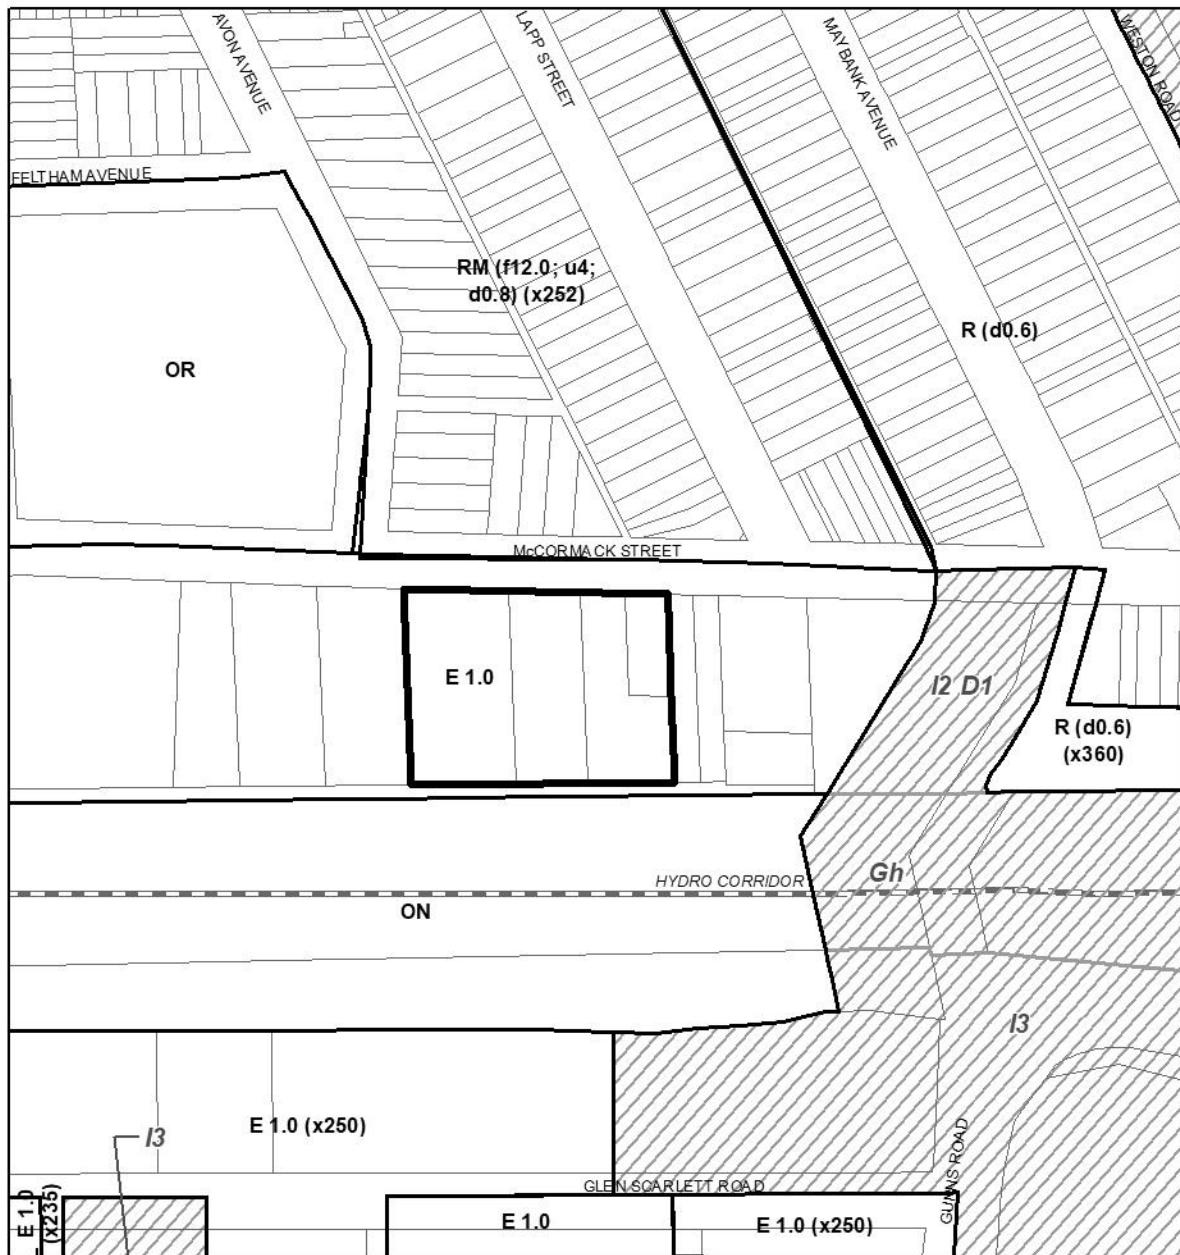 AVON AVENUE
LAPP STREET
MAYBANK AVENUE
WESTON ROAD
FELTHAM AVENUE
RM (f12.0; u4;
d0.8) (x252)
R (d0.6)
OR
McCORMACK STREET
E 1.0
I2 D1
R (d0.6)
(x360)
HYDRO CORRIDOR
Gh
ON
I3
E 1.0 (x250)
I3
GLEN SCARLETT ROAD
GUNNS ROAD
E 1.0
(x235)
E 1.0
E 1.0 (x250)